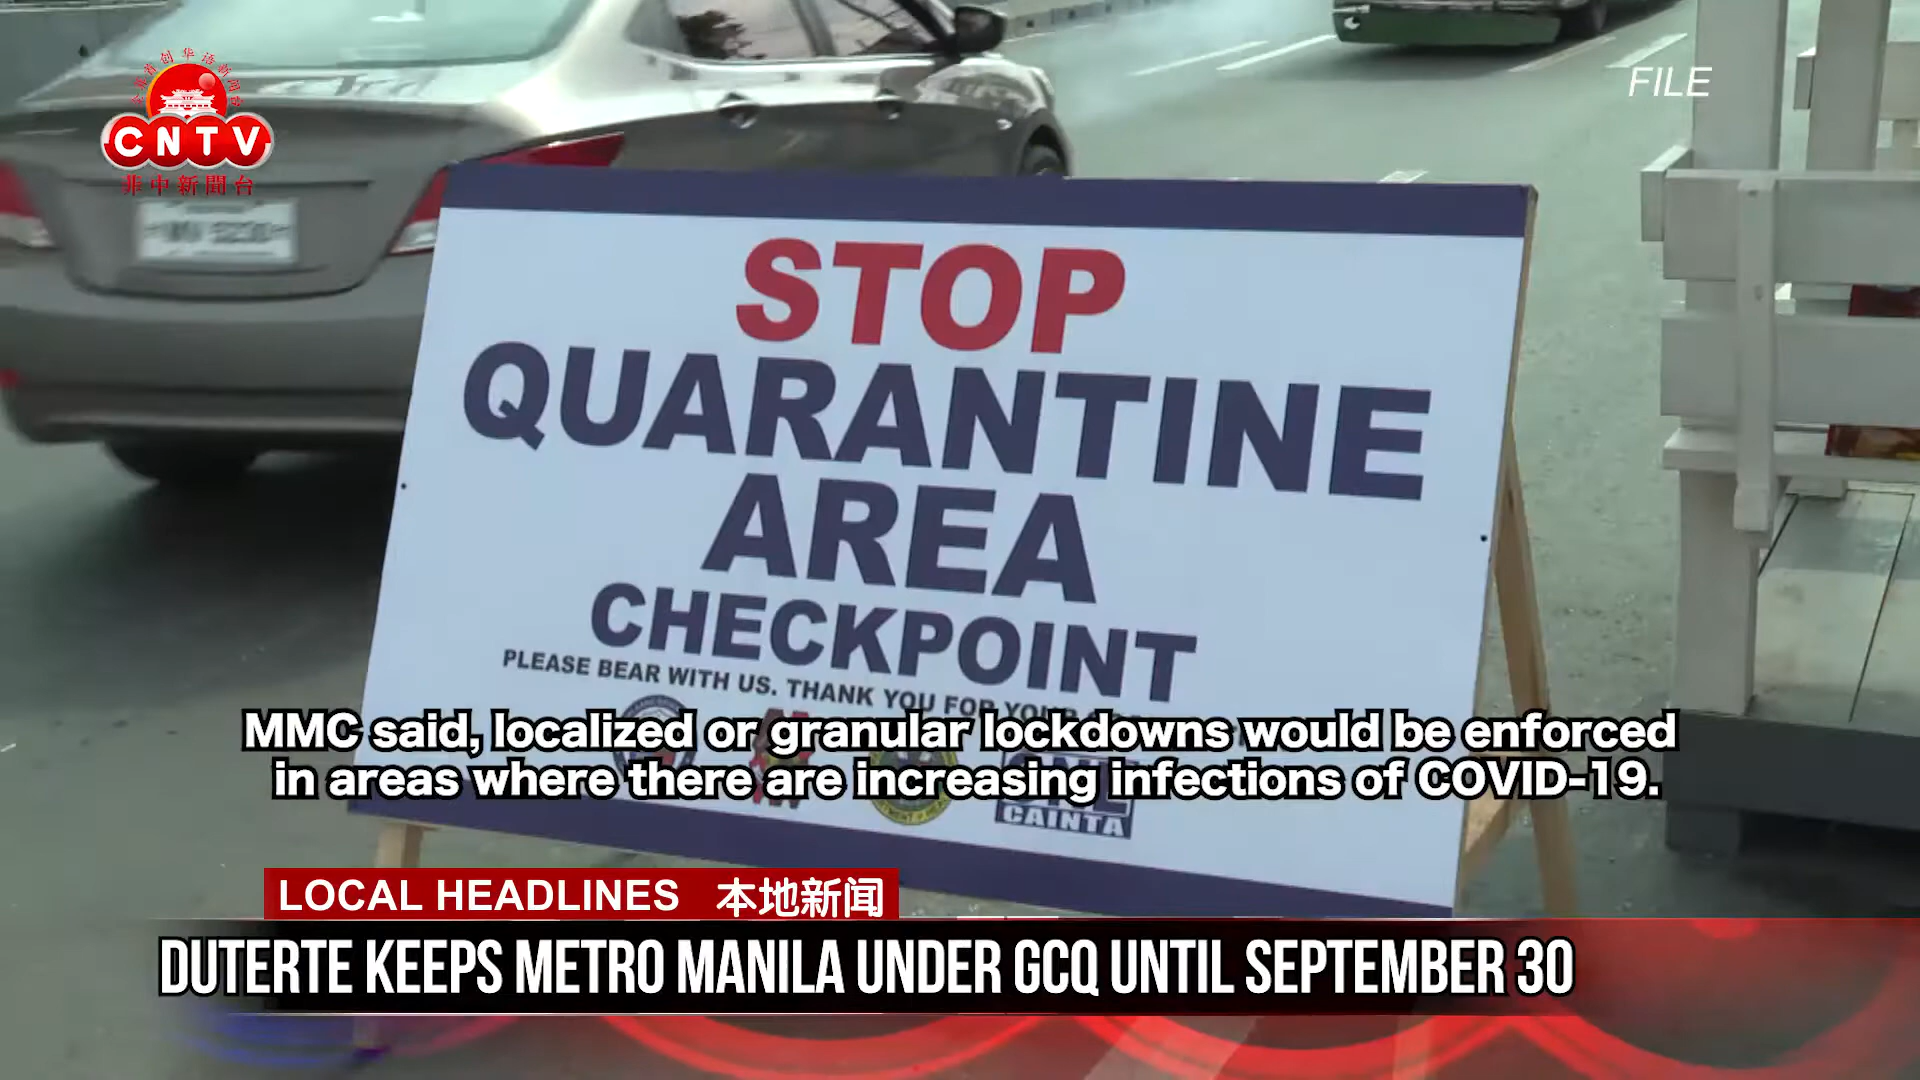 FILE
CNTV
菲中新聞台
STOP
QUARANTINE
AREA
CHECKPOINT
PLEASE BEAR WITH US. THANK YOU FOR YOUR
MMC said, localized or granular lockdowns would be enforced
in areas where there are increasing infections of COVID-19.
CAINTA
LOCAL HEADLINES 本地新闻
DUTERTE KEEPS METRO MANILA UNDER GCQ UNTIL SEPTEMBER 30